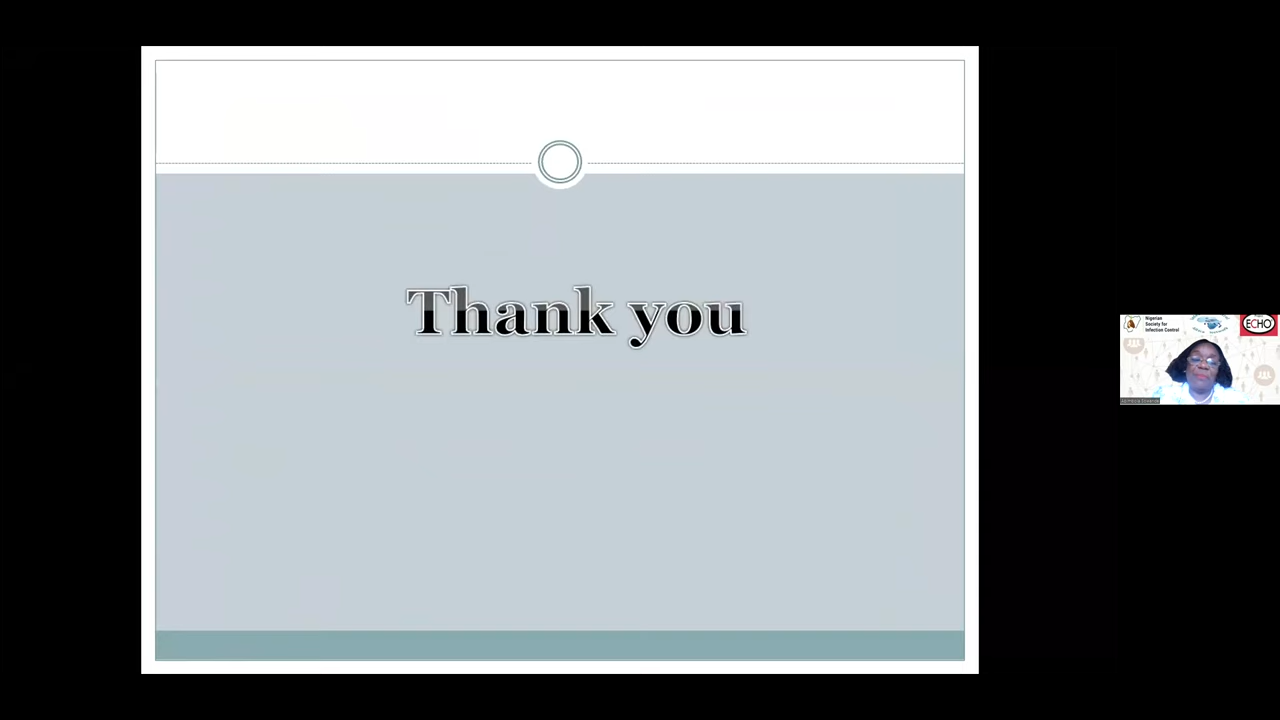 Thank you
Nigerian
Society for
Infection Control
ECHO